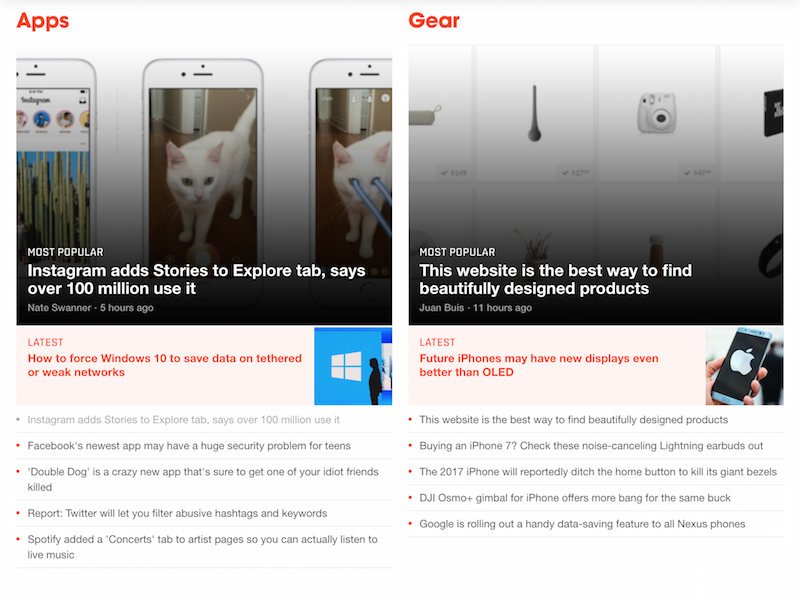 Apps
Instagram
MOST POPULAR
Instagram adds Stories to Explore tab, says
over 100 million use it
Nate Swanner · 5 hours ago
LATEST
How to force Windows 10 to save data on tethered
or weak networks
• Instagram adds Stories to Explore tab, says over 100 million use it
• Facebook's newest app may have a huge security problem for teens
• 'Double Dog' is a crazy new app that's sure to get one of your idiot friends
killed
• Report: Twitter will let you filter abusive hashtags and keywords
• Spotify added a 'Concerts' tab to artist pages so you can actually listen to
live music
Gear
$149
MOST POPULAR
This website is the best way to find
beautifully designed products
Juan Buis · 11 hours ago
LATEST
Future iPhones may have new displays even
better than OLED
• This website is the best way to find beautifully designed products
• Buying an iPhone 7? Check these noise-canceling Lightning earbuds out
• The 2017 iPhone will reportedly ditch the home button to kill its giant bezels
• DJI Osmo+ gimbal for iPhone offers more bang for the same buck
• Google is rolling out a handy data-saving feature to all Nexus phones